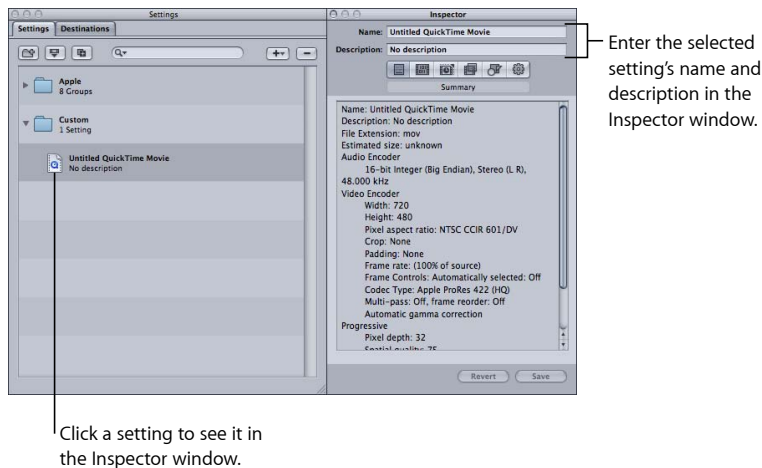 Settings
Settings Destinations
Apple
8 Groups
Custom
1 Setting
Untitled QuickTime Movie
No description
Inspector
Name: Untitled QuickTime Movie
Description: No description
Summary
Name: Untitled QuickTime Movie
Description: No description
File Extension: mov
Estimated size: unknown
Audio Encoder
16-bit Integer (Big Endian), Stereo (L R),
48.000 kHz
Video Encoder
Width: 720
Height: 480
Pixel aspect ratio: NTSC CCIR 601/DV
Crop: None
Padding: None
Frame rate: (100% of source)
Frame Controls: Automatically selected: Off
Codec Type: Apple ProRes 422 (HQ)
Multi-pass: Off, frame reorder: Off
Automatic gamma correction
Progressive
Pixel depth: 32
Spatial quality: 75
Revert Save
Enter the selected
setting's name and
description in the
Inspector window.
Click a setting to see it in
the Inspector window.